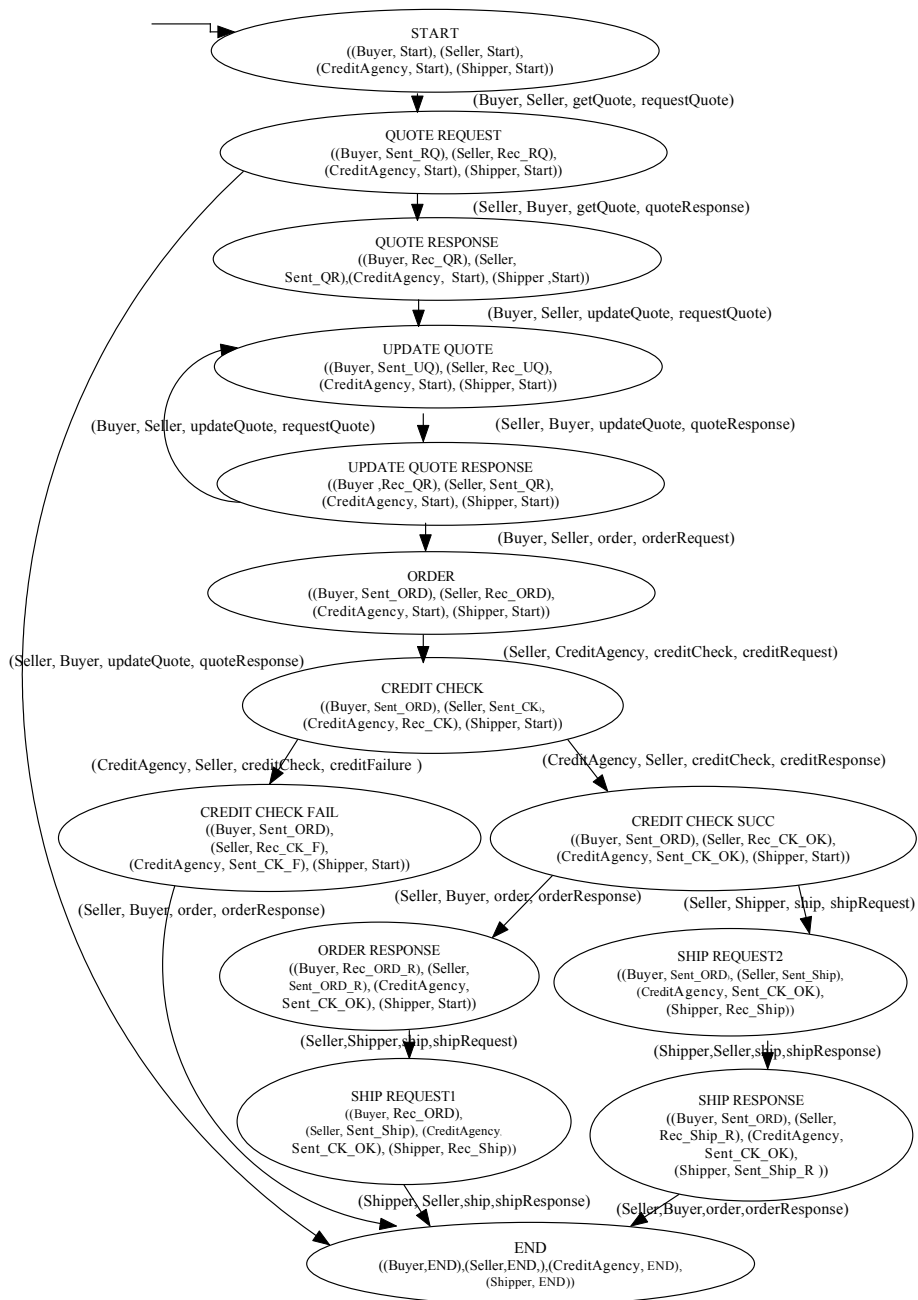 START
((Buyer, Start), (Seller, Start),
(CreditAgency, Start), (Shipper, Start))
(Buyer, Seller, getQuote, requestQuote)
QUOTE REQUEST
((Buyer, Sent_RQ), (Seller, Rec_RQ),
(CreditAgency, Start), (Shipper, Start))
(Seller, Buyer, getQuote, quoteResponse)
QUOTE RESPONSE
((Buyer, Rec_QR), (Seller,
Sent_QR),(CreditAgency, Start), (Shipper ,Start))
(Buyer, Seller, updateQuote, requestQuote)
UPDATE QUOTE
((Buyer, Sent_UQ), (Seller, Rec_UQ),
(CreditAgency, Start), (Shipper, Start))
(Buyer, Seller, updateQuote, requestQuote)
(Seller, Buyer, updateQuote, quoteResponse)
UPDATE QUOTE RESPONSE
((Buyer ,Rec_QR), (Seller, Sent_QR),
(CreditAgency, Start), (Shipper, Start))
(Buyer, Seller, order, orderRequest)
ORDER
((Buyer, Sent_ORD), (Seller, Rec_ORD),
(CreditAgency, Start), (Shipper, Start))
(Seller, Buyer, updateQuote, quoteResponse)
(Seller, CreditAgency, creditCheck, creditRequest)
CREDIT CHECK
((Buyer, Sent_ORD), (Seller, Sent_CK),
(CreditAgency, Rec_CK), (Shipper, Start))
(CreditAgency, Seller, creditCheck, creditFailure )
(CreditAgency, Seller, creditCheck, creditResponse)
CREDIT CHECK FAIL
((Buyer, Sent_ORD),
(Seller, Rec_CK_F),
(CreditAgency, Sent_CK_F), (Shipper, Start))
CREDIT CHECK SUCC
((Buyer, Sent_ORD), (Seller, Rec_CK_OK),
(CreditAgency, Sent_CK_OK), (Shipper, Start))
(Seller, Buyer, order, orderResponse)
(Seller, Buyer, order, orderResponse)
(Seller, Shipper, ship, shipRequest)
ORDER RESPONSE
((Buyer, Rec_ORD_R), (Seller,
Sent_ORD_R), (CreditAgency,
Sent_CK_OK), (Shipper, Start))
SHIP REQUEST2
((Buyer, Sent_ORD), (Seller, Sent_Ship),
(CreditAgency, Sent_CK_OK),
(Shipper, Rec_Ship))
(Seller,Shipper,ship,shipRequest)
(Shipper,Seller,ship,shipResponse)
SHIP REQUEST1
((Buyer, Rec_ORD),
(Seller, Sent_Ship), (CreditAgency,
Sent_CK_OK), (Shipper, Rec_Ship))
SHIP RESPONSE
((Buyer, Sent_ORD), (Seller,
Rec_Ship_R), (CreditAgency,
Sent_CK_OK),
(Shipper, Sent_Ship_R ))
(Shipper, Seller,ship,shipResponse)
(Seller,Buyer,order,orderResponse)
END
((Buyer,END),(Seller,END,),(CreditAgency, END),
(Shipper, END))